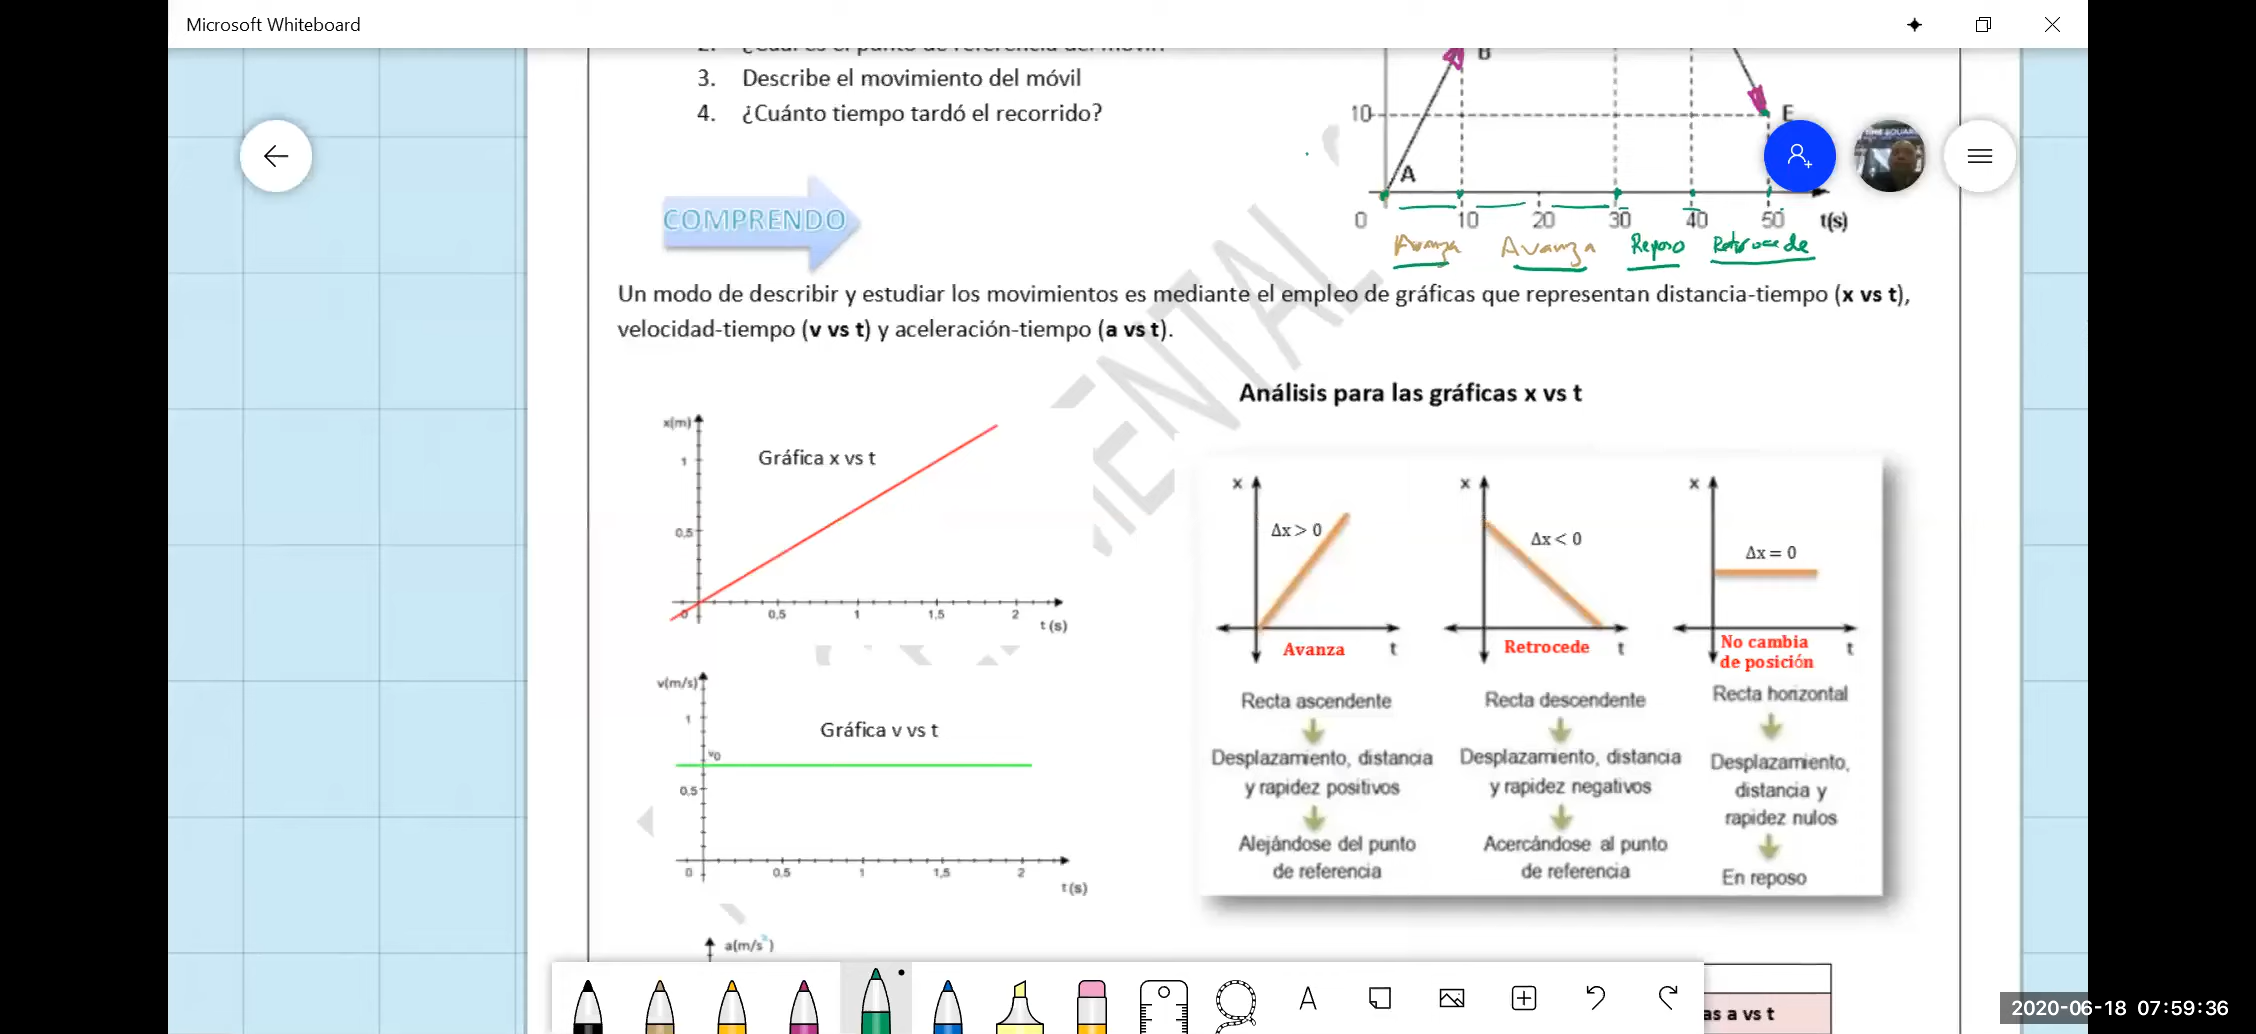 Microsoft Whiteboard
3. Describe el movimiento del móvil
4. ¿Cuánto tiempo tardó el recorrido?
B
10
E
A
0 10 20 30 40 50 t(s)
Avanza Avanza Reposo Retrocede
COMPRENDO
Un modo de describir y estudiar los movimientos es mediante el empleo de gráficas que representan distancia-tiempo (x vs t),
velocidad-tiempo (v vs t) y aceleración-tiempo (a vs t).
Análisis para las gráficas x vs t
x(m)
Gráfica x vs t
1
0,5
0 0,5 1 1,5 2
t (s)
v(m/s)
1
Gráfica v vs t
v0
0,5
0 0,5 1 1,5 2
t (s)
a(m/s²)
x
Δx > 0
Avanza t
Recta ascendente
Desplazamiento, distancia
y rapidez positivos
Alejándose del punto
de referencia
x
Δx < 0
Retrocede t
Recta descendente
Desplazamiento, distancia
y rapidez negativos
Acercándose al punto
de referencia
x
Δx = 0
No cambia
de posición t
Recta horizontal
Desplazamiento,
distancia y
rapidez nulos
En reposo
as a vs t
2020-06-18 07:59:36